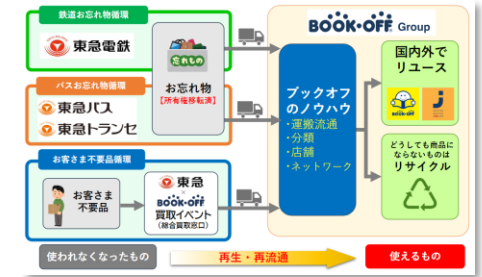 鉄道お忘れ物循環
東急電鉄
バスお忘れ物循環
東急バス
東急トランセ
忘れもの
お忘れ物
【所有権移転済】
お客さま不要品循環
お客さま
不要品
東急
×
BOOK-OFF
買取イベント
(総合買取窓口)
BOOK-OFF Group
ブックオフ
のノウハウ
・運搬流通
・分類
・店舗
・ネットワーク
国内外で
リユース
BOOK-OFF
どうしても商品に
ならないものは
リサイクル
使われなくなったもの
再生・再流通
使えるもの